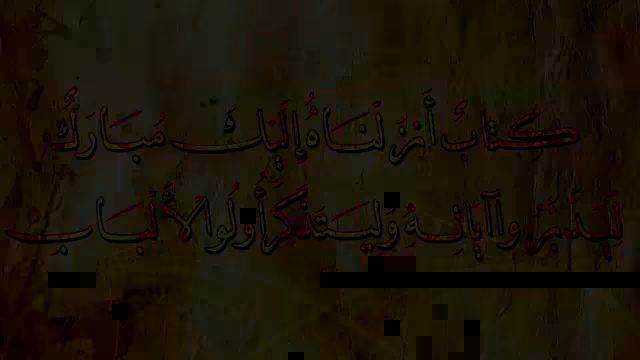 كِتَابٌ أَنزَلْنَاهُ إِلَيْكَ مُبَارَكٌ
لِيَدَّبَّرُوا آيَاتِهِ وَلِيَتَذَكَّرَ أُولُو الْأَلْبَابِ